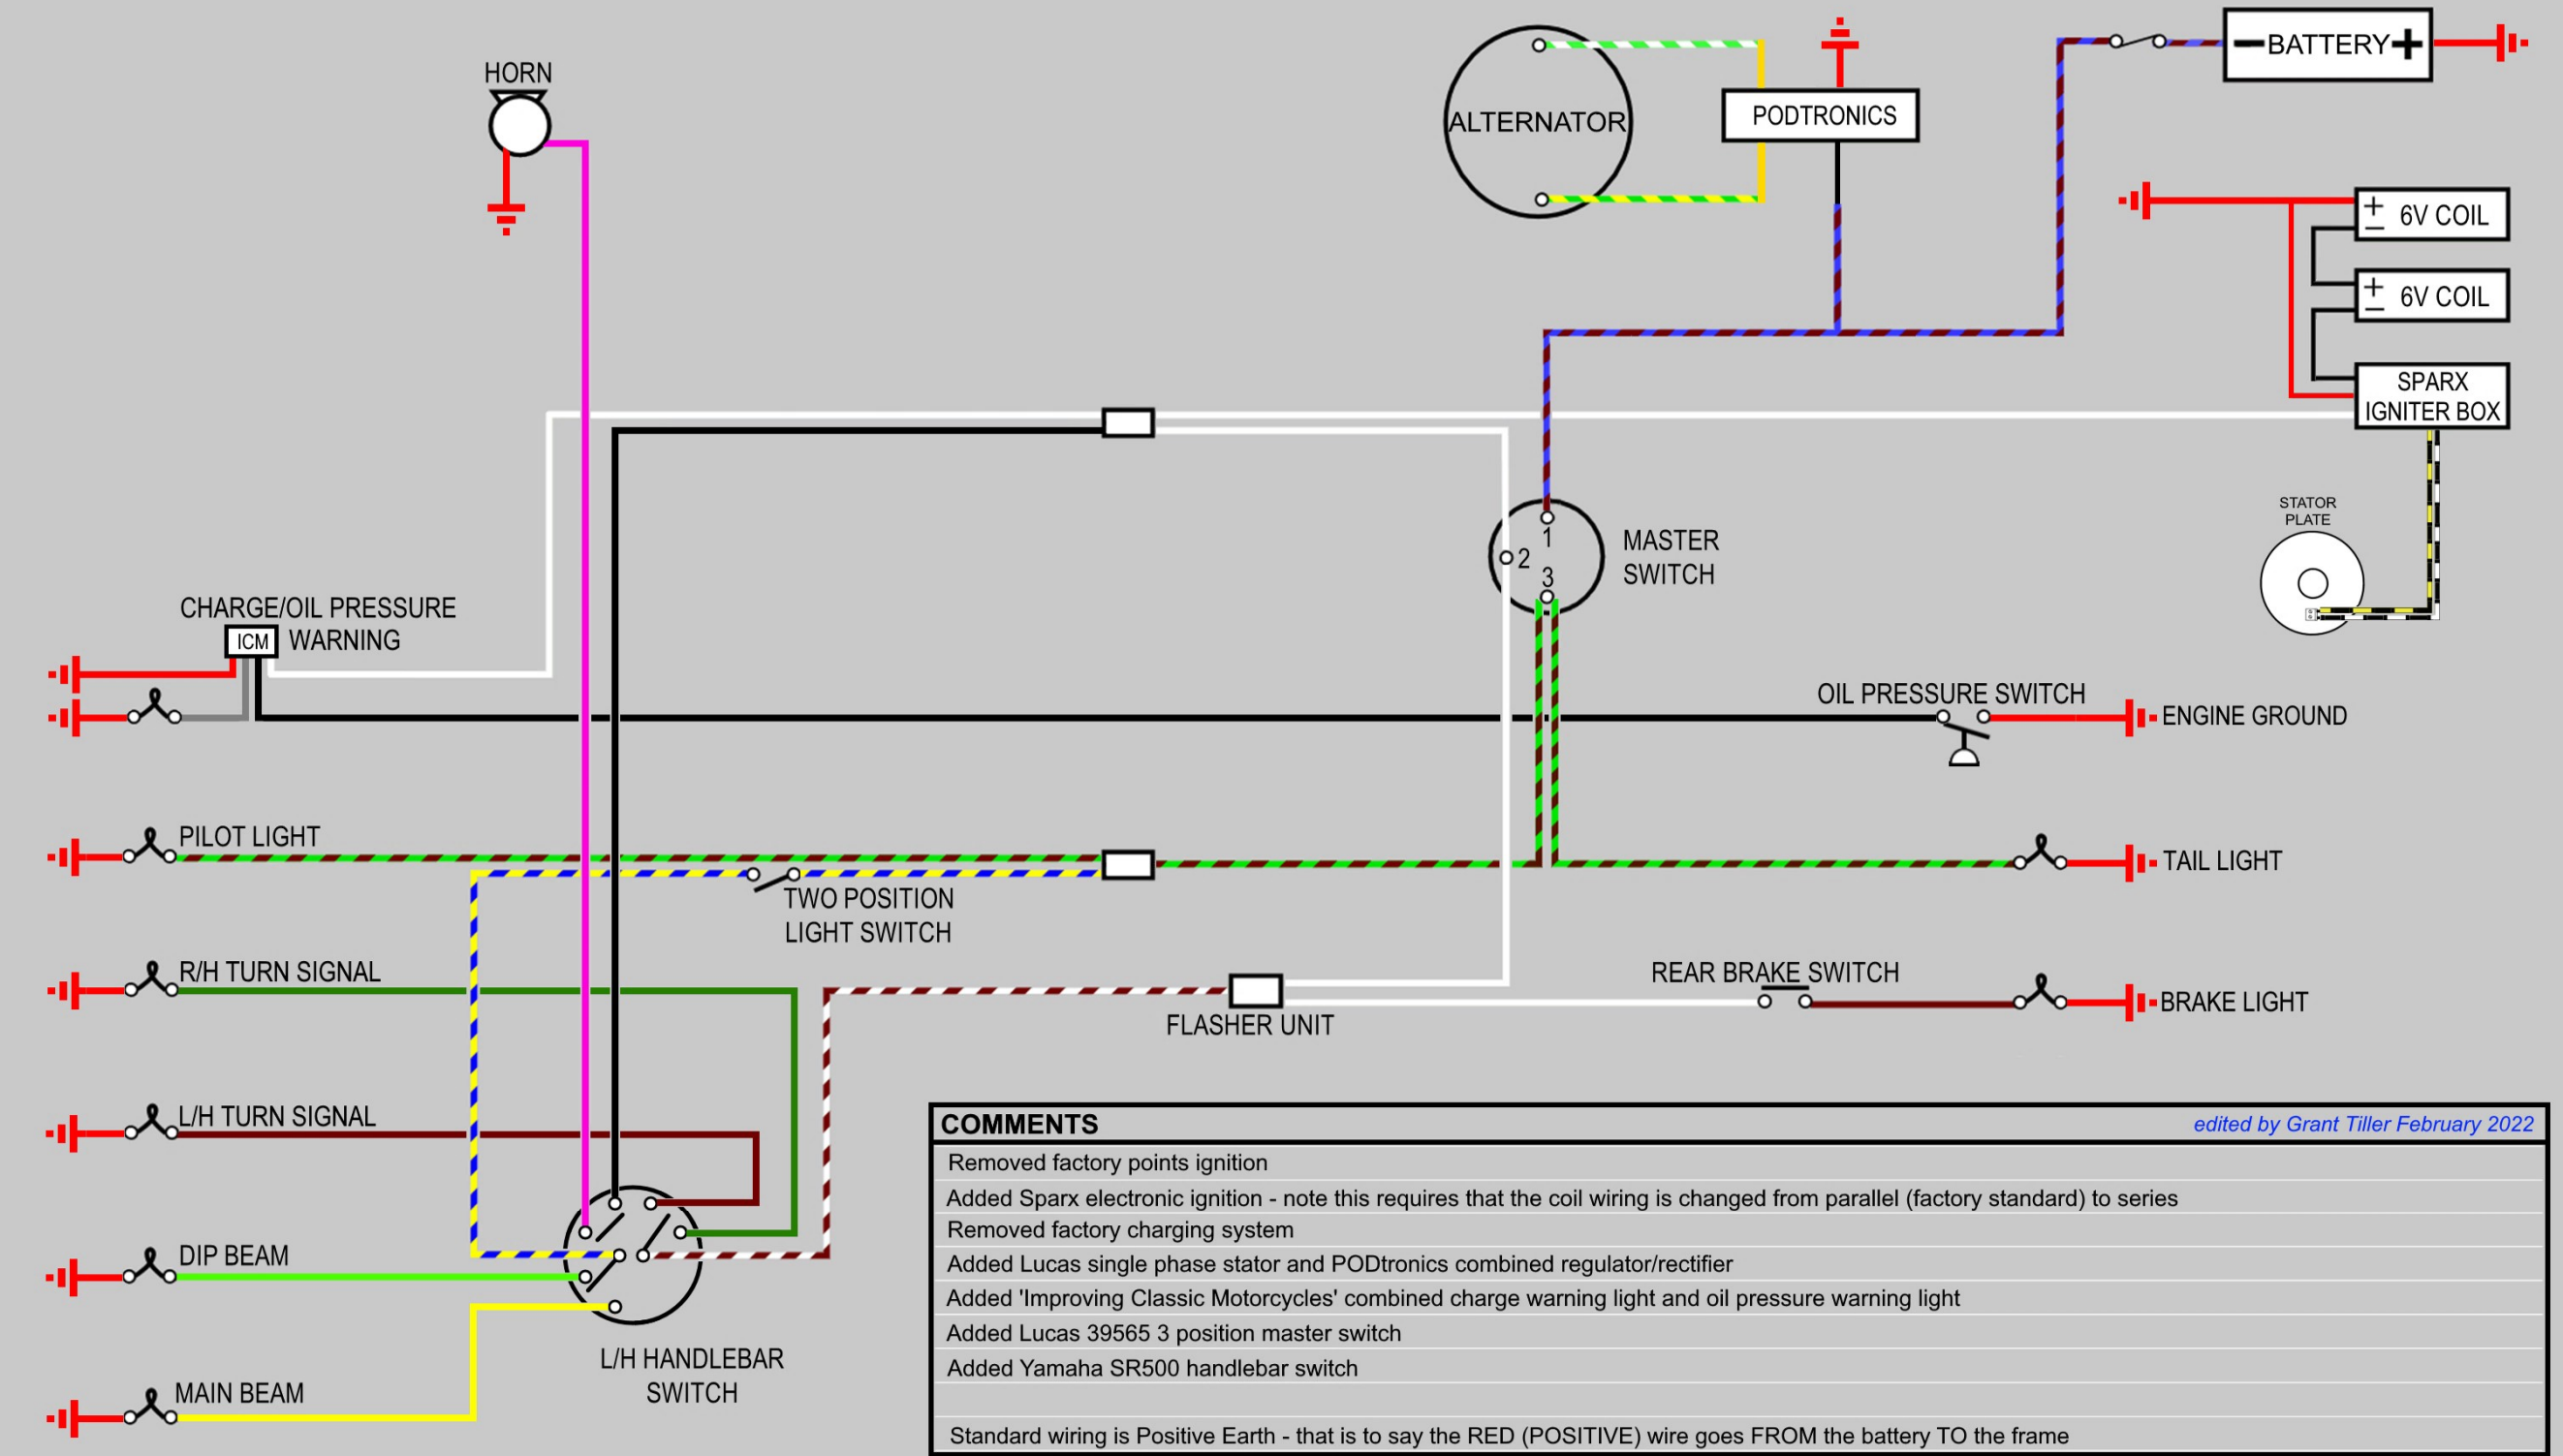 HORN
ALTERNATOR
PODTRONICS
BATTERY
6V COIL
6V COIL
SPARX
IGNITER BOX
STATOR
PLATE
1
2
3
MASTER
SWITCH
CHARGE/OIL PRESSURE
WARNING
ICM
OIL PRESSURE SWITCH
ENGINE GROUND
PILOT LIGHT
TWO POSITION
LIGHT SWITCH
TAIL LIGHT
R/H TURN SIGNAL
FLASHER UNIT
REAR BRAKE SWITCH
BRAKE LIGHT
L/H TURN SIGNAL
DIP BEAM
MAIN BEAM
L/H HANDLEBAR
SWITCH
COMMENTS
edited by Grant Tiller February 2022
Removed factory points ignition
Added Sparx electronic ignition - note this requires that the coil wiring is changed from parallel (factory standard) to series
Removed factory charging system
Added Lucas single phase stator and PODtronics combined regulator/rectifier
Added 'Improving Classic Motorcycles' combined charge warning light and oil pressure warning light
Added Lucas 39565 3 position master switch
Added Yamaha SR500 handlebar switch
Standard wiring is Positive Earth - that is to say the RED (POSITIVE) wire goes FROM the battery TO the frame